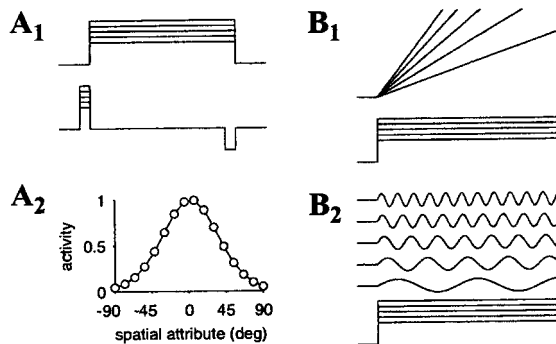 A1
B1
A2
activity
1
0.5
0
-90
-45
0
45
90
spatial attribute (deg)
B2